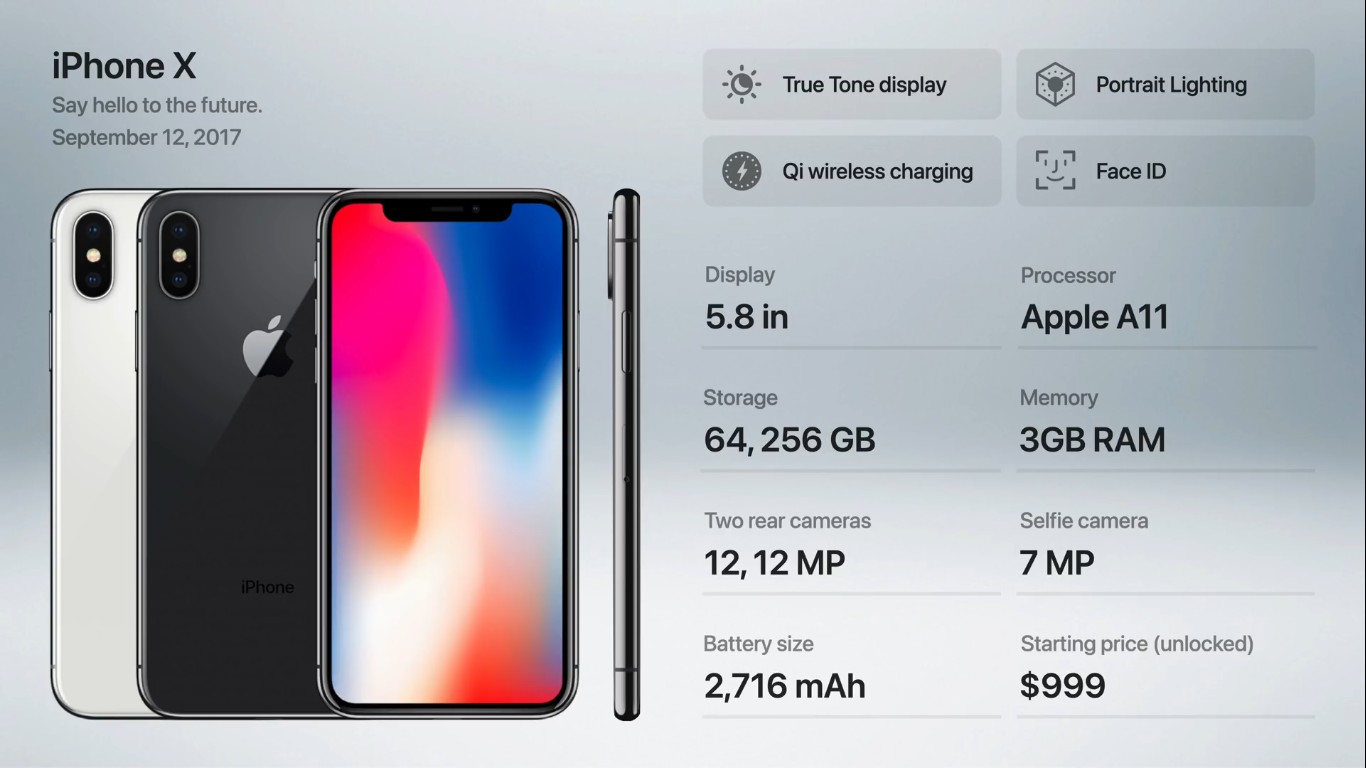 iPhone X
Say hello to the future.
September 12, 2017
True Tone display
Portrait Lighting
Qi wireless charging
Face ID
Display
5.8 in
Processor
Apple A11
Storage
64, 256 GB
Memory
3GB RAM
Two rear cameras
12, 12 MP
Selfie camera
7 MP
Battery size
2,716 mAh
Starting price (unlocked)
$999
iPhone